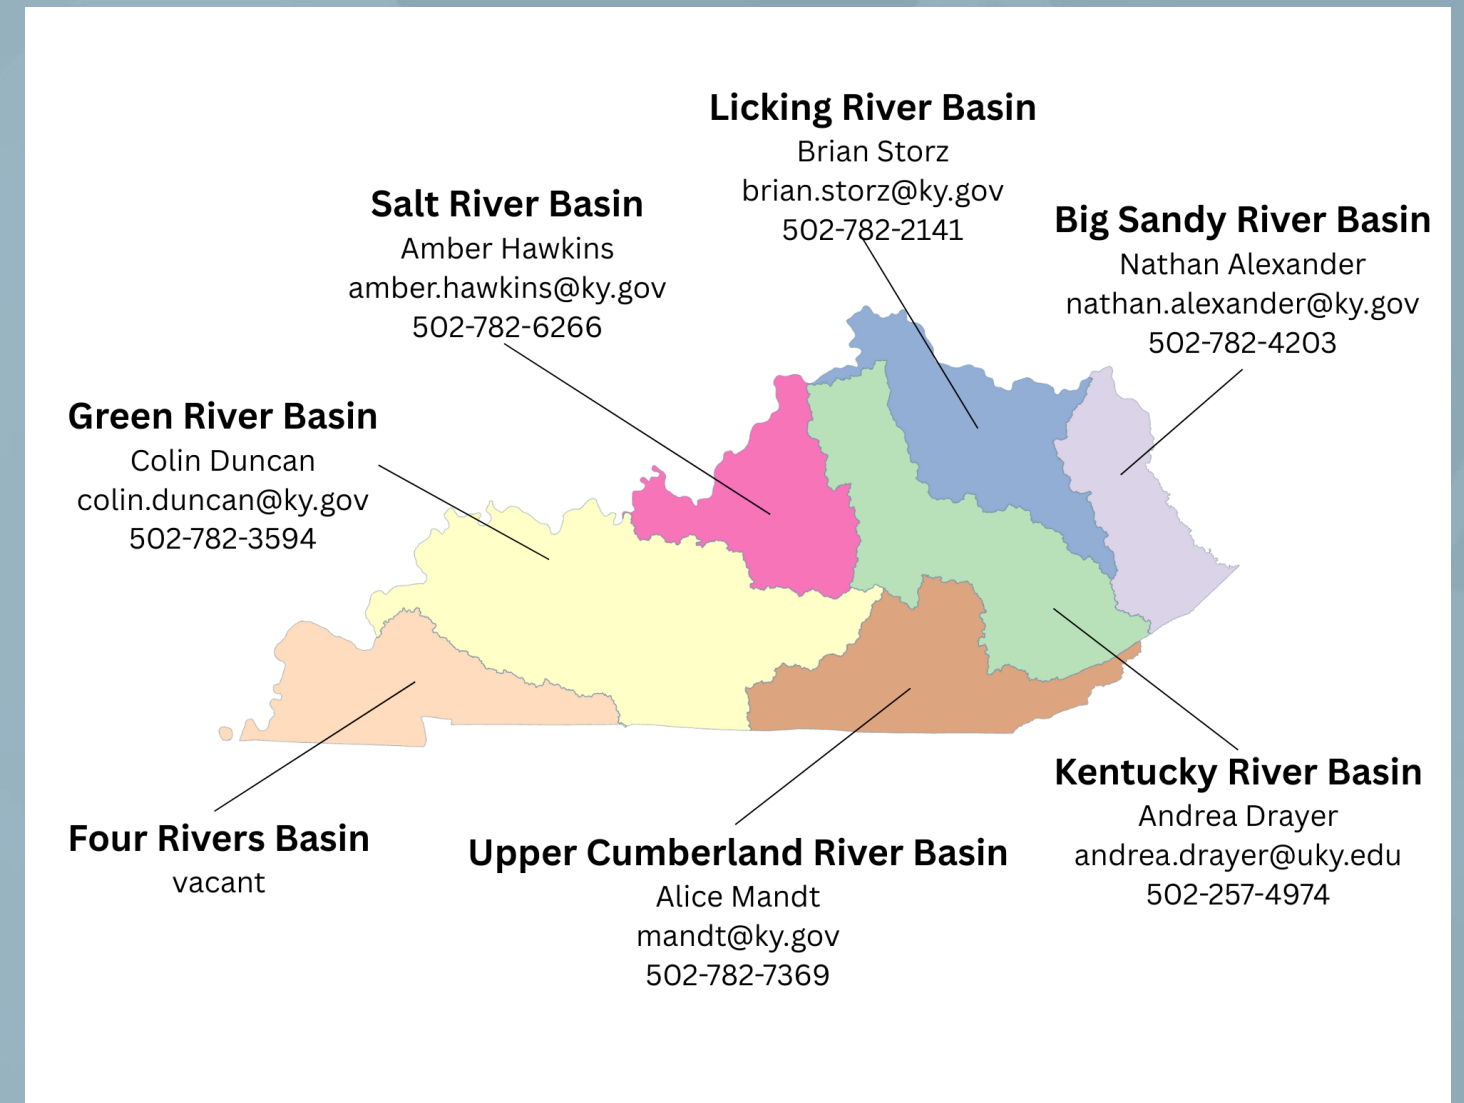 Licking River Basin
Brian Storz
brian.storz@ky.gov
502-782-2141
Salt River Basin
Amber Hawkins
amber.hawkins@ky.gov
502-782-6266
Big Sandy River Basin
Nathan Alexander
nathan.alexander@ky.gov
502-782-4203
Green River Basin
Colin Duncan
colin.duncan@ky.gov
502-782-3594
Four Rivers Basin
vacant
Upper Cumberland River Basin
Alice Mandt
mandt@ky.gov
502-782-7369
Kentucky River Basin
Andrea Drayer
andrea.drayer@uky.edu
502-257-4974